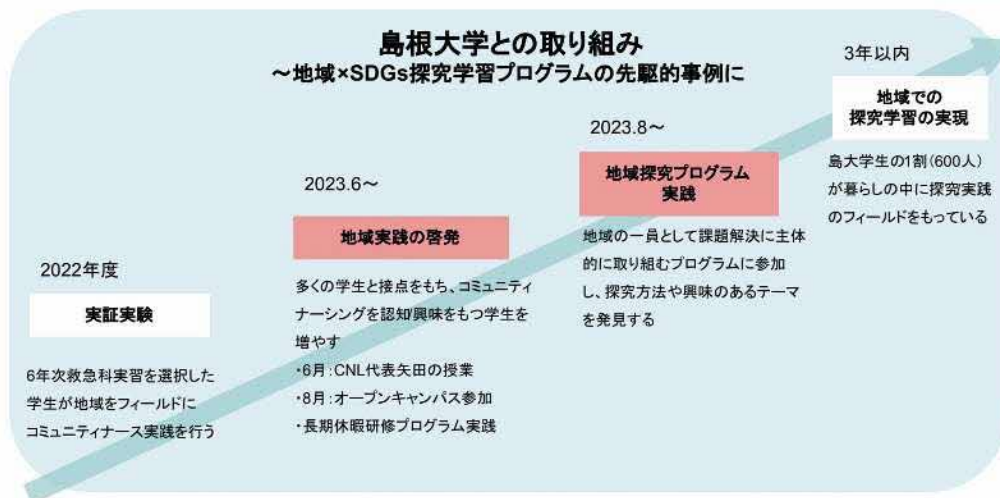 島根大学との取り組み
～地域×SDGs探究学習プログラムの先駆的事例に
2022年度
実証実験
6年次救急科実習を選択した
学生が地域をフィールドに
コミュニティナース実践を行う
2023.6～
地域実践の啓発
多くの学生と接点をもち、コミュニティ
ナーシングを認知/興味をもつ学生を
増やす
・6月：CNL代表矢田の授業
・8月：オープンキャンパス参加
・長期休暇研修プログラム実践
2023.8～
地域探究プログラム
実践
地域の一員として課題解決に主体
的に取り組むプログラムに参加
し、探究方法や興味のあるテーマ
を発見する
3年以内
地域での
探究学習の実現
島大学生の1割（600人）
が暮らしの中に探究実践
のフィールドをもっている